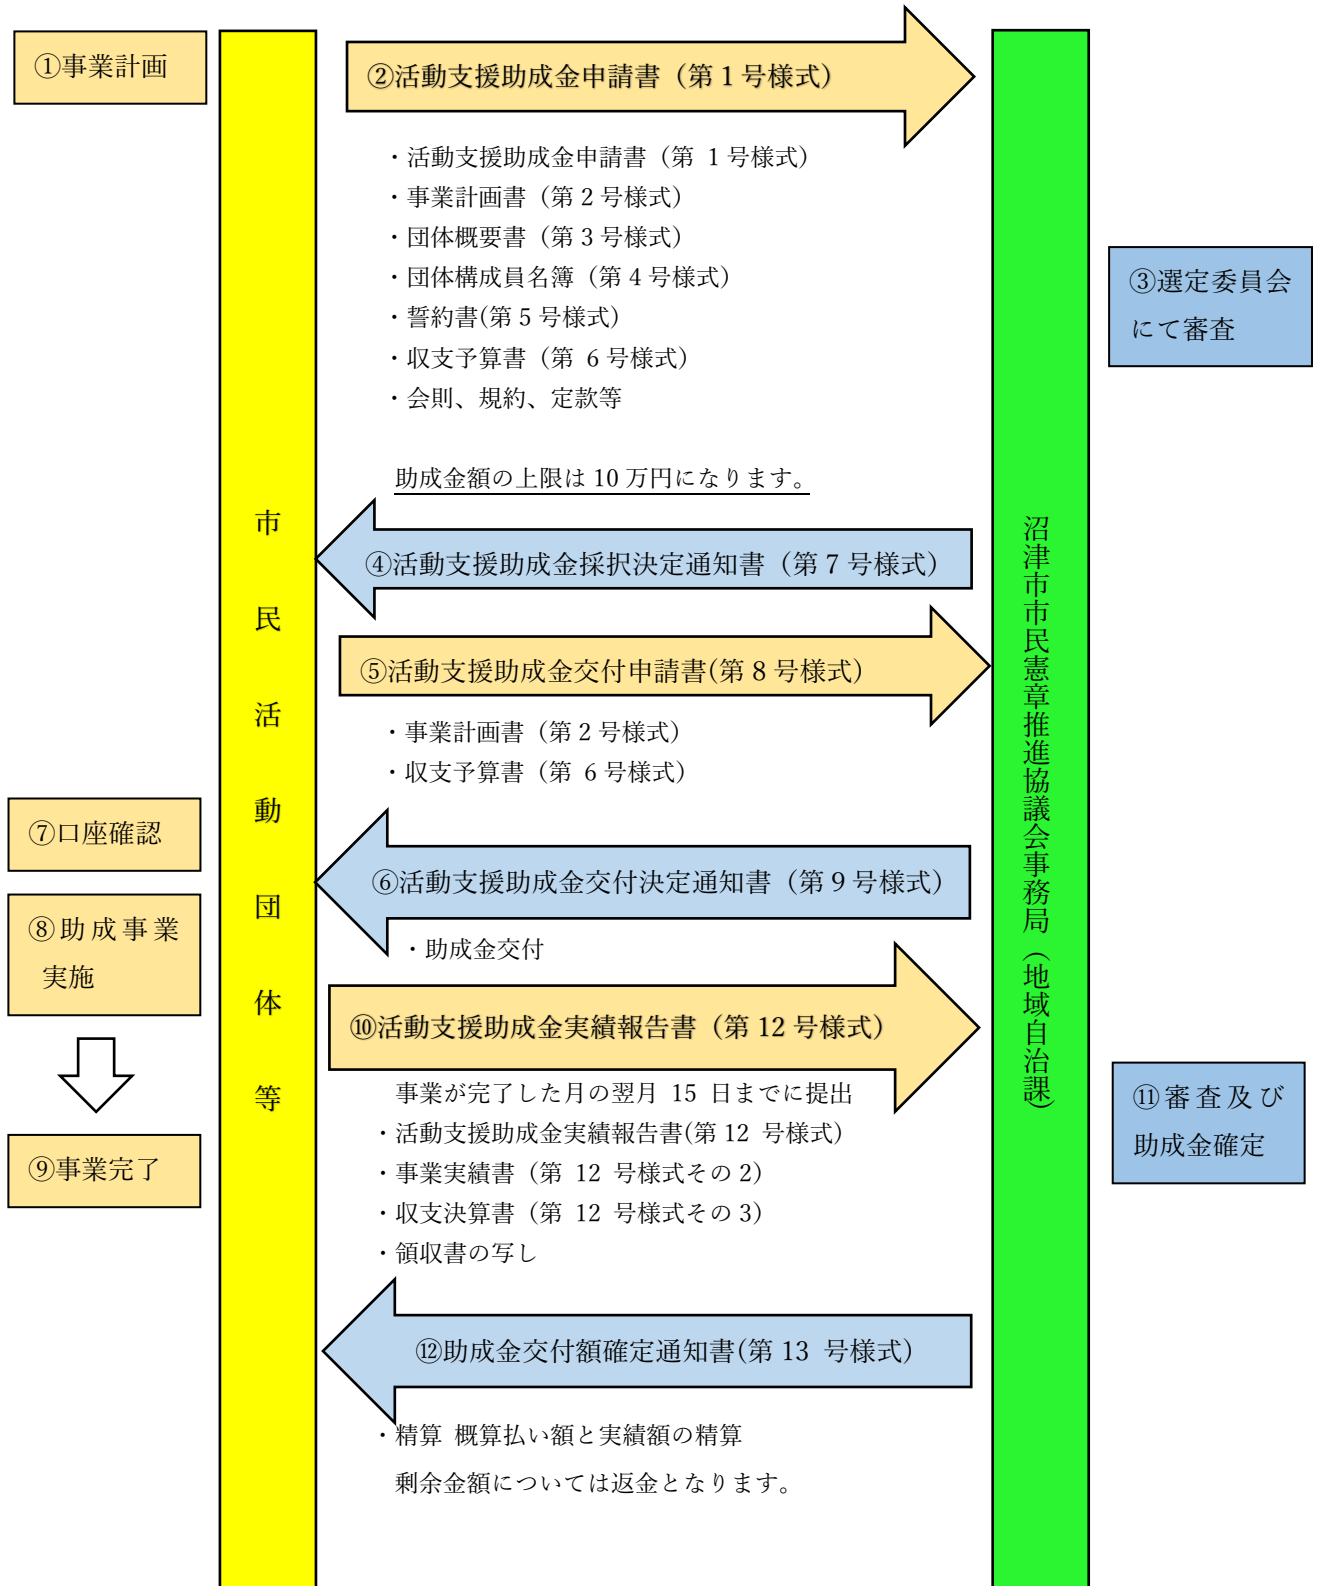 ①事業計画
②活動支援助成金申請書（第1号様式）
・活動支援助成金申請書（第 1号様式）
・事業計画書（第2号様式）
・団体概要書（第3号様式）
・団体構成員名簿（第4号様式）
・誓約書(第5号様式）
・収支予算書（第 6号様式）
・会則、規約、定款等
③選定委員会
にて審査
助成金額の上限は10万円になります。
市民活動団体等
沼津市市民憲章推進協議会事務局（地域自治課）
④活動支援助成金採択決定通知書（第7号様式）
⑤活動支援助成金交付申請書(第8号様式）
・事業計画書（第2号様式）
・収支予算書（第 6号様式）
⑦口座確認
⑥活動支援助成金交付決定通知書（第9号様式）
・助成金交付
⑧助成事業
実施
⑩活動支援助成金実績報告書（第12号様式）
事業が完了した月の翌月 15 日までに提出
・活動支援助成金実績報告書(第12 号様式）
・事業実績書（第 12 号様式その2）
・収支決算書（第 12 号様式その3）
・領収書の写し
⑨事業完了
⑪審査及び
助成金確定
⑫助成金交付額確定通知書(第13 号様式）
・精算 概算払い額と実績額の精算
剰余金額については返金となります。